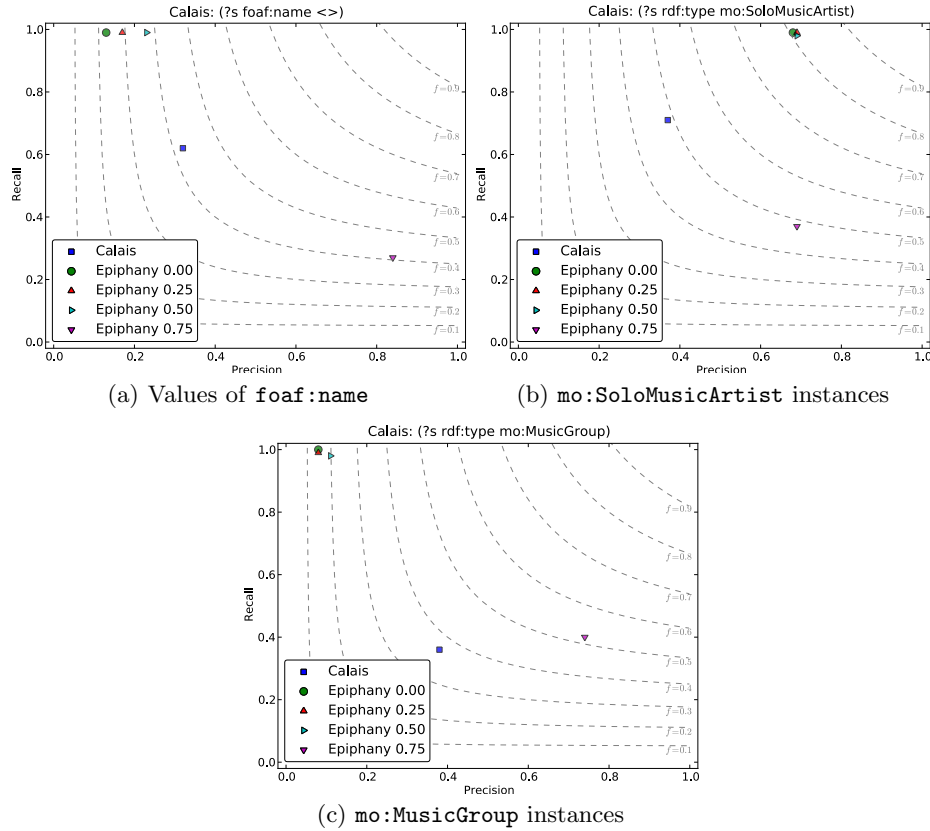 Calais: (?s foaf:name <>)
1.0
0.8
0.6
0.4
0.2
0.0
Recall
f=0.9
f=0.8
f=0.7
f=0.6
f=0.5
f=0.4
f=0.3
f=0.2
f=0.1
Calais
Epiphany 0.00
Epiphany 0.25
Epiphany 0.50
Epiphany 0.75
0.0 0.2 0.4 0.6 0.8 1.0
Precision
(a) Values of foaf:name
Calais: (?s rdf:type mo:SoloMusicArtist)
1.0
0.8
0.6
0.4
0.2
0.0
Recall
f=0.9
f=0.8
f=0.7
f=0.6
f=0.5
f=0.4
f=0.3
f=0.2
f=0.1
Calais
Epiphany 0.00
Epiphany 0.25
Epiphany 0.50
Epiphany 0.75
0.0 0.2 0.4 0.6 0.8 1.0
Precision
(b) mo:SoloMusicArtist instances
Calais: (?s rdf:type mo:MusicGroup)
1.0
0.8
0.6
0.4
0.2
0.0
Recall
f=0.9
f=0.8
f=0.7
f=0.6
f=0.5
f=0.4
f=0.3
f=0.2
f=0.1
Calais
Epiphany 0.00
Epiphany 0.25
Epiphany 0.50
Epiphany 0.75
0.0 0.2 0.4 0.6 0.8 1.0
Precision
(c) mo:MusicGroup instances